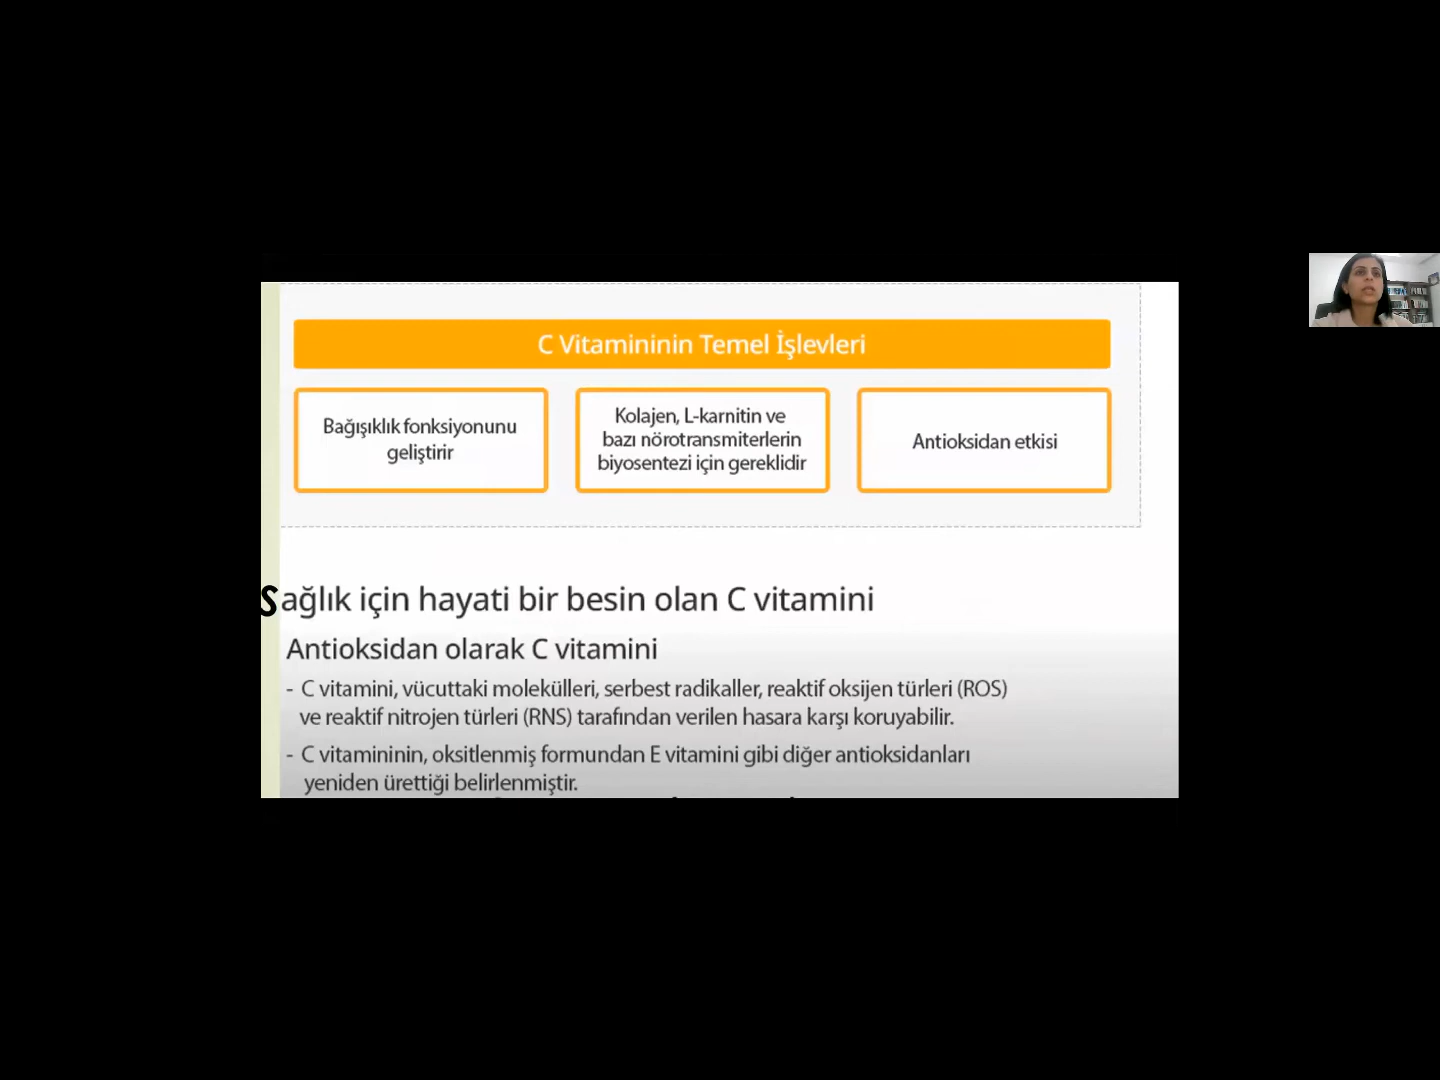 C Vitamininin Temel İşlevleri
Bağışıklık fonksiyonunu
geliştirir
Kolajen, L-karnitin ve
bazı nörotransmiterlerin
biyosentezi için gereklidir
Antioksidan etkisi
Sağlık için hayati bir besin olan C vitamini
Antioksidan olarak C vitamini
- C vitamini, vücuttaki molekülleri, serbest radikaller, reaktif oksijen türleri (ROS)
ve reaktif nitrojen türleri (RNS) tarafından verilen hasara karşı koruyabilir.
- C vitamininin, oksitlenmiş formundan E vitamini gibi diğer antioksidanları
yeniden ürettiği belirlenmiştir.